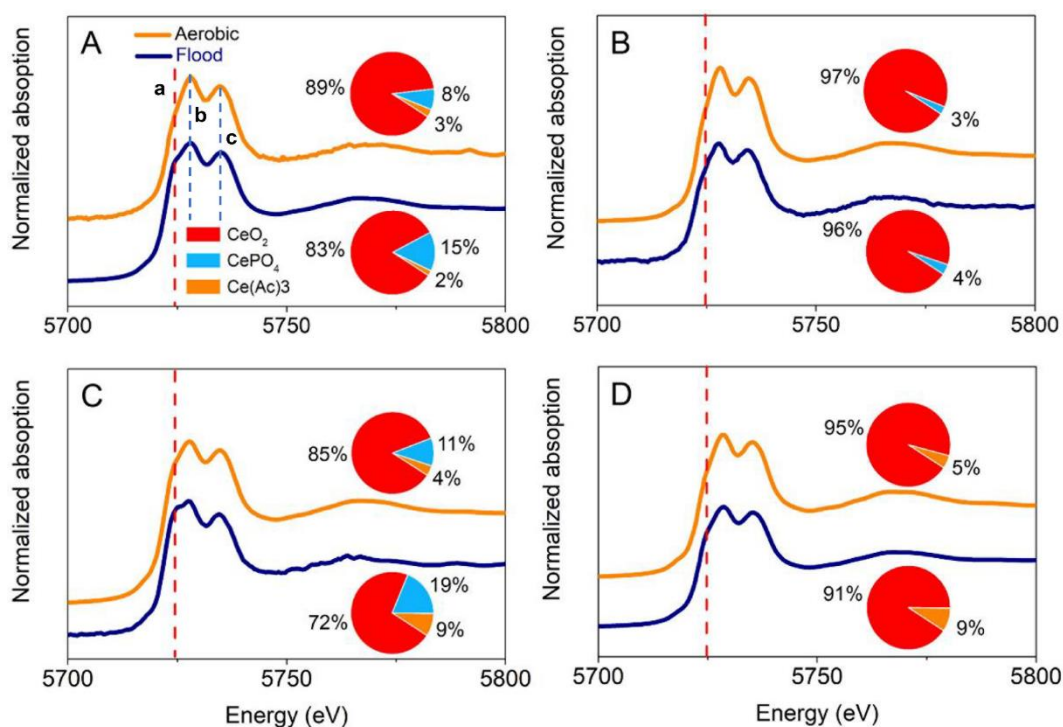 A
Aerobic
Flood
a
b
c
89%
8%
3%
CeO2
CePO4
Ce(Ac)3
83%
15%
2%
Normalized absoption
5700
5750
5800
B
97%
3%
96%
4%
Normalized absoption
5700
5750
5800
C
85%
11%
4%
72%
19%
9%
Normalized absoption
5700
5750
5800
Energy (eV)
D
95%
5%
91%
9%
Normalized absoption
5700
5750
5800
Energy (eV)